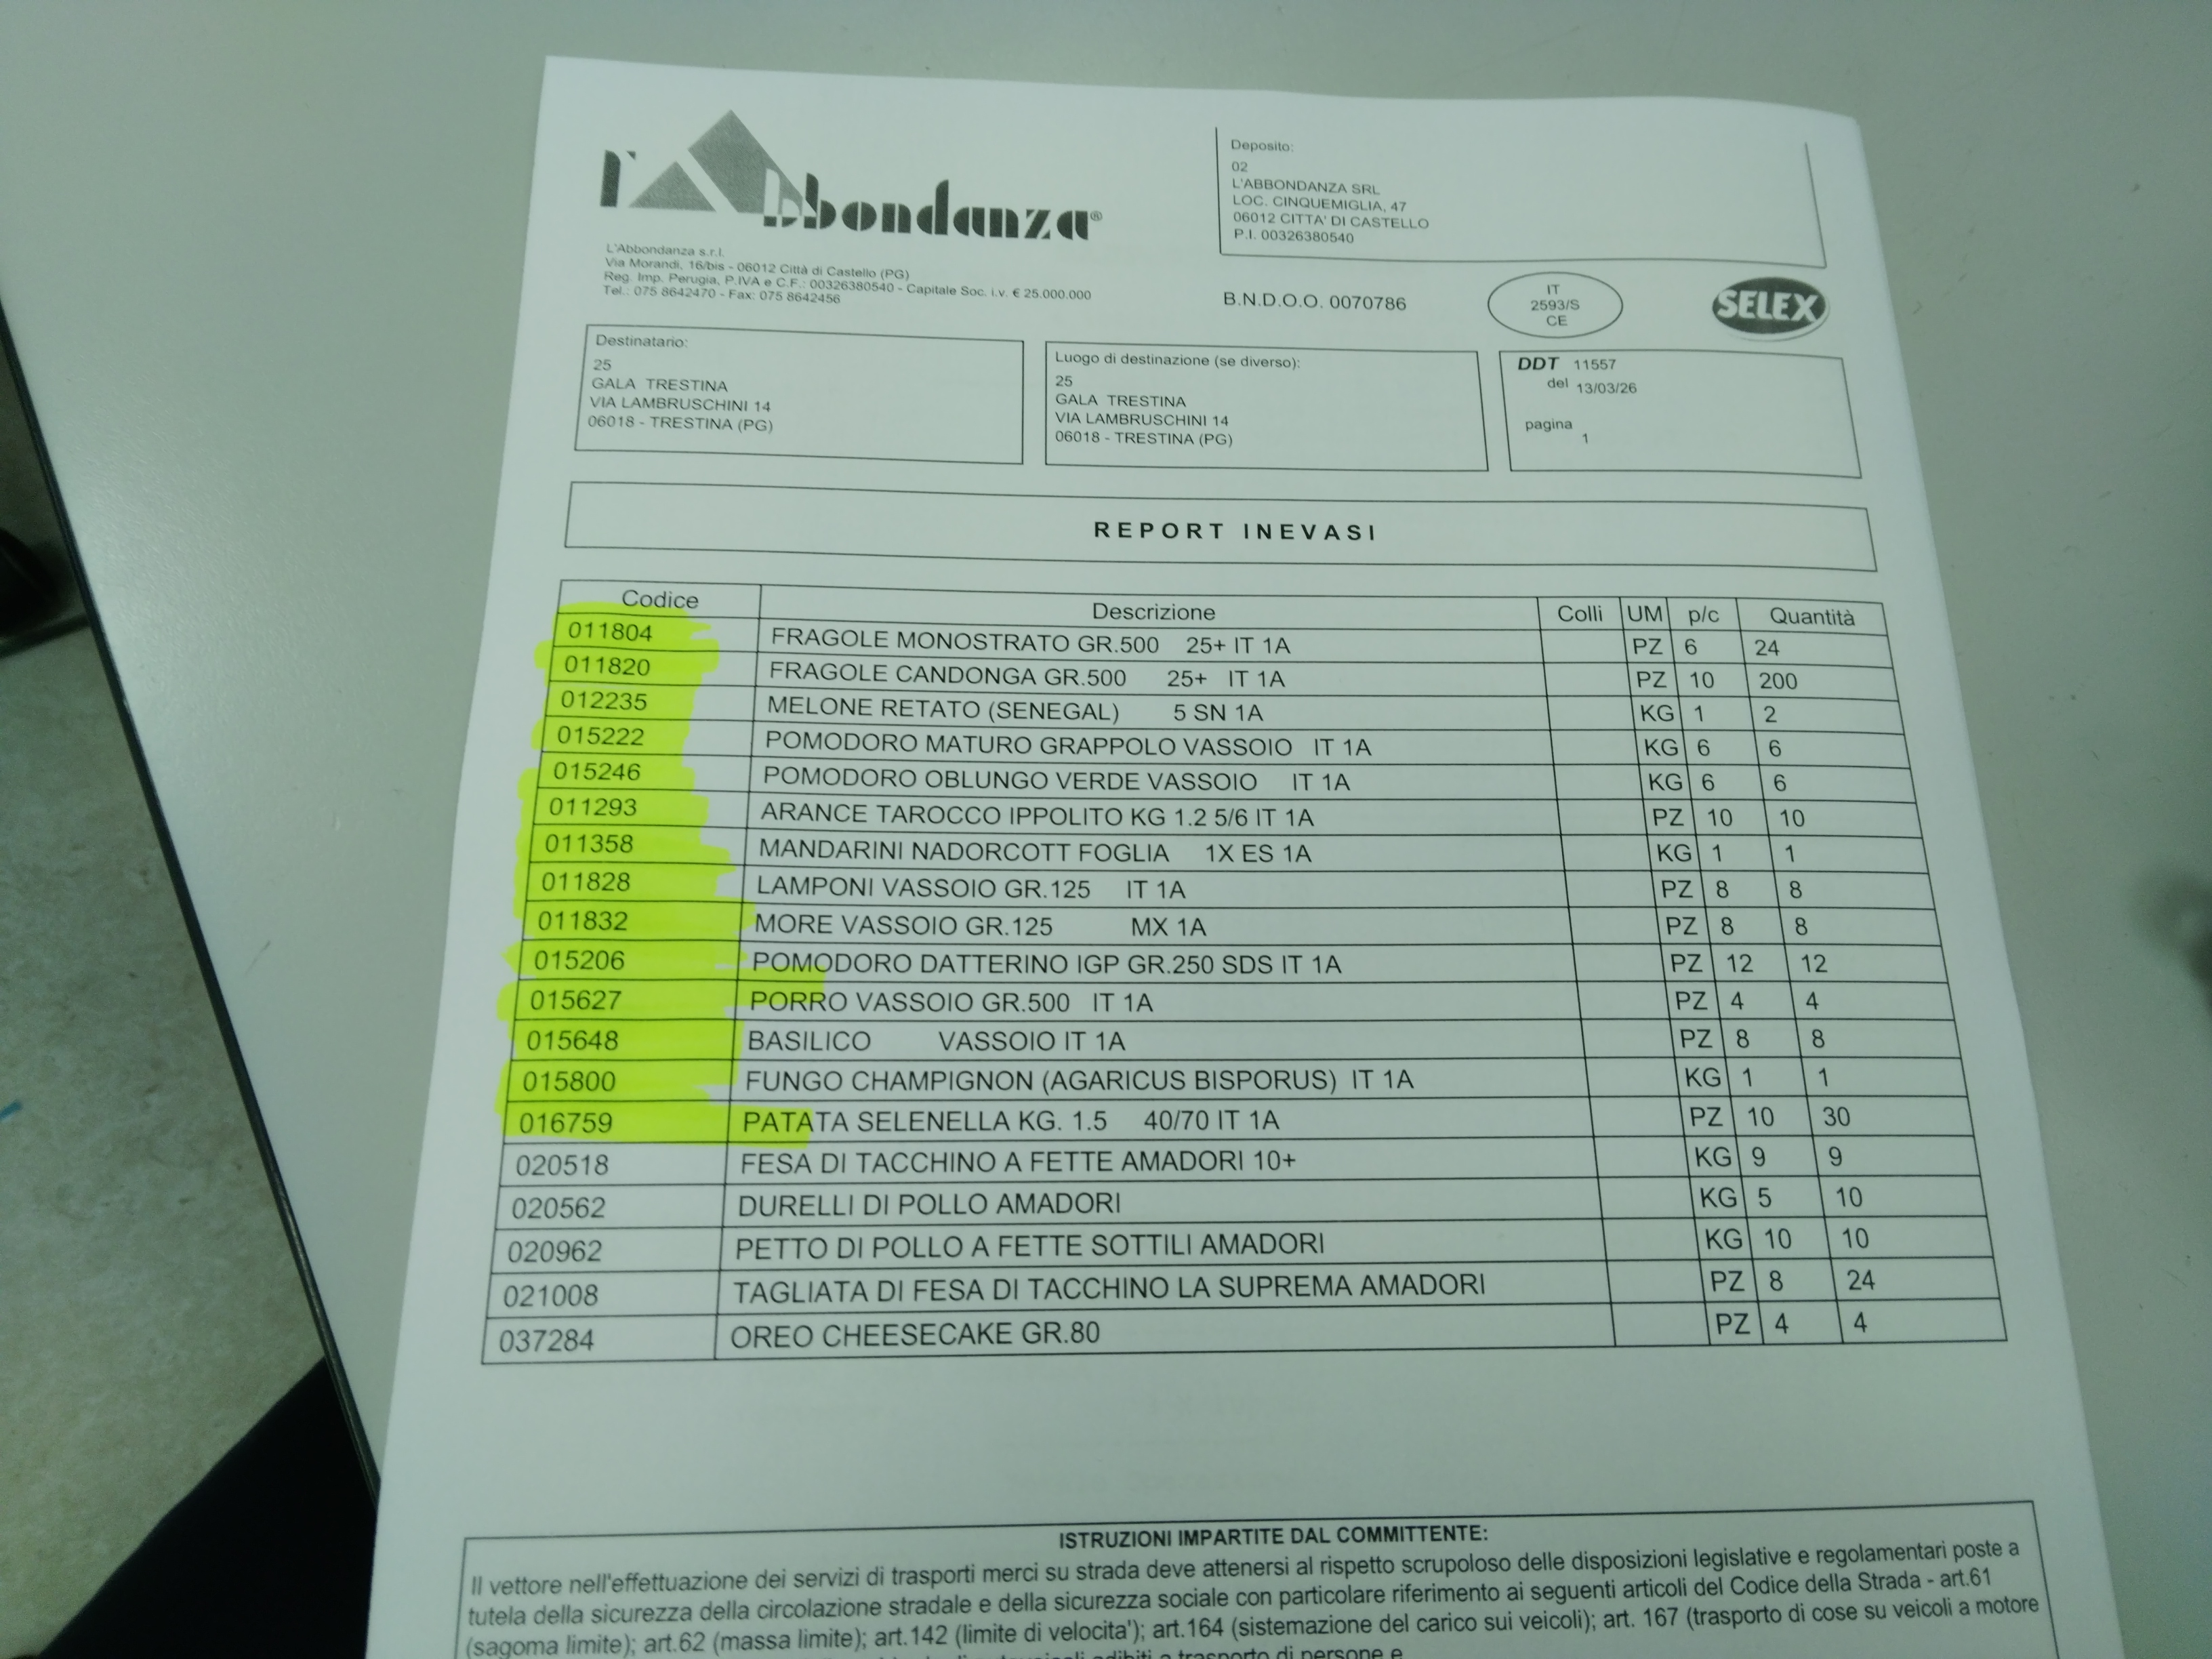 l'Abbondanza®
L'Abbondanza s.r.l.
Via Morandi, 16/bis - 06012 Città di Castello (PG)
Reg. Imp. Perugia, P.IVA e C.F.: 00326380540 - Capitale Soc. i.v. € 25.000.000
Tel.: 075 8642470 - Fax: 075 8642456
Deposito:
02
L'ABBONDANZA SRL
LOC. CINQUEMIGLIA, 47
06012 CITTA' DI CASTELLO
P.I. 00326380540
B.N.D.O.O. 0070786
IT
2593/S
CE
SELEX
Destinatario:
25
GALA TRESTINA
VIA LAMBRUSCHINI 14
06018 - TRESTINA (PG)
Luogo di destinazione (se diverso):
25
GALA TRESTINA
VIA LAMBRUSCHINI 14
06018 - TRESTINA (PG)
DDT 11557
del 13/03/26
pagina
1
REPORT INEVASI
Codice Descrizione Colli UM p/c Quantità
011804 FRAGOLE MONOSTRATO GR.500 25+ IT 1A PZ 6 24
011820 FRAGOLE CANDONGA GR.500 25+ IT 1A PZ 10 200
012235 MELONE RETATO (SENEGAL) 5 SN 1A KG 1 2
015222 POMODORO MATURO GRAPPOLO VASSOIO IT 1A KG 6 6
015246 POMODORO OBLUNGO VERDE VASSOIO IT 1A KG 6 6
011293 ARANCE TAROCCO IPPOLITO KG 1.2 5/6 IT 1A PZ 10 10
011358 MANDARINI NADORCOTT FOGLIA 1X ES 1A KG 1 1
011828 LAMPONI VASSOIO GR.125 IT 1A PZ 8 8
011832 MORE VASSOIO GR.125 MX 1A PZ 8 8
015206 POMODORO DATTERINO IGP GR.250 SDS IT 1A PZ 12 12
015627 PORRO VASSOIO GR.500 IT 1A PZ 4 4
015648 BASILICO VASSOIO IT 1A PZ 8 8
015800 FUNGO CHAMPIGNON (AGARICUS BISPORUS) IT 1A KG 1 1
016759 PATATA SELENELLA KG. 1.5 40/70 IT 1A PZ 10 30
020518 FESA DI TACCHINO A FETTE AMADORI 10+ KG 9 9
020562 DURELLI DI POLLO AMADORI KG 5 10
020962 PETTO DI POLLO A FETTE SOTTILI AMADORI KG 10 10
021008 TAGLIATA DI FESA DI TACCHINO LA SUPREMA AMADORI PZ 8 24
037284 OREO CHEESECAKE GR.80 PZ 4 4
ISTRUZIONI IMPARTITE DAL COMMITTENTE:
Il vettore nell'effettuazione dei servizi di trasporti merci su strada deve attenersi al rispetto scrupoloso delle disposizioni legislative e regolamentari poste a
tutela della sicurezza della circolazione stradale e della sicurezza sociale con particolare riferimento ai seguenti articoli del Codice della Strada - art.61
(sagoma limite); art.62 (massa limite); art.142 (limite di velocita'); art.164 (sistemazione del carico sui veicoli); art. 167 (trasporto di cose su veicoli a motore
adibiti a trasporto di persone e